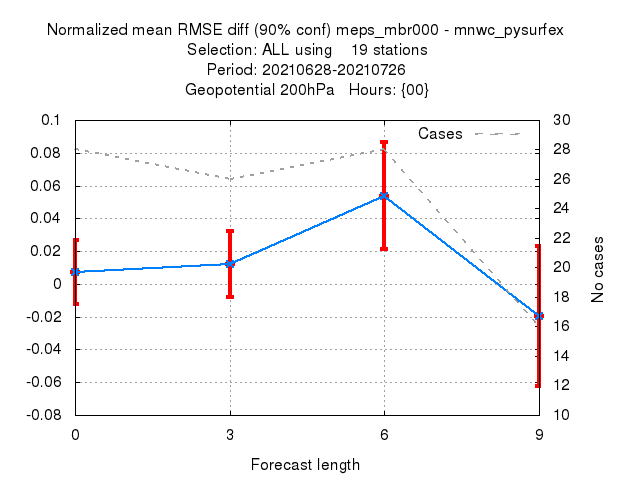 Normalized mean RMSE diff (90% conf) meps_mbr000 - mnwc_pysurfex
Selection: ALL using 19 stations
Period: 20210628-20210726
Geopotential 200hPa Hours: {00}
Cases
0.1
0.08
0.06
0.04
0.02
0
-0.02
-0.04
-0.06
-0.08
30
28
26
24
22
20
18
16
14
12
10
No cases
0 3 6 9
Forecast length